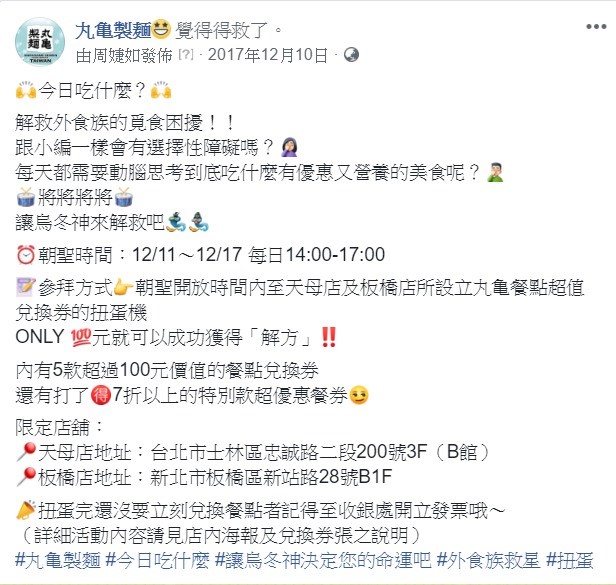 丸亀製麵 TAIWAN
丸亀製麵😍 覺得得救了。
由周婕如發佈 [?] · 2017年12月10日 ·
🙌今日吃什麼？🙌
解救外食族的覓食困擾！！
跟小編一樣會有選擇性障礙嗎？🤦‍♀️
每天都需要動腦思考到底吃什麼有優惠又營養的美食呢？🤦‍♂️
🥁將將將將🥁
讓烏冬神來解救吧🧞‍♂️🧞‍♂️
⏰朝聖時間：12/11～12/17 每日14:00-17:00
📝參拜方式👉朝聖開放時間內至天母店及板橋店所設立丸亀餐點超值
兌換券的扭蛋機
ONLY 💯元就可以成功獲得「解方」‼️
內有5款超過100元價值的餐點兌換券
還有打了🉐7折以上的特別款超優惠餐券😏
限定店舖：
📍天母店地址：台北市士林區忠誠路二段200號3F（B館）
📍板橋店地址：新北市板橋區新站路28號B1F
📣扭蛋完還沒要立刻兌換餐點者記得至收銀處開立發票哦～
（詳細活動內容請見店內海報及兌換券張之說明）
#丸亀製麵 #今日吃什麼 #讓烏冬神決定您的命運吧 #外食族救星 #扭蛋